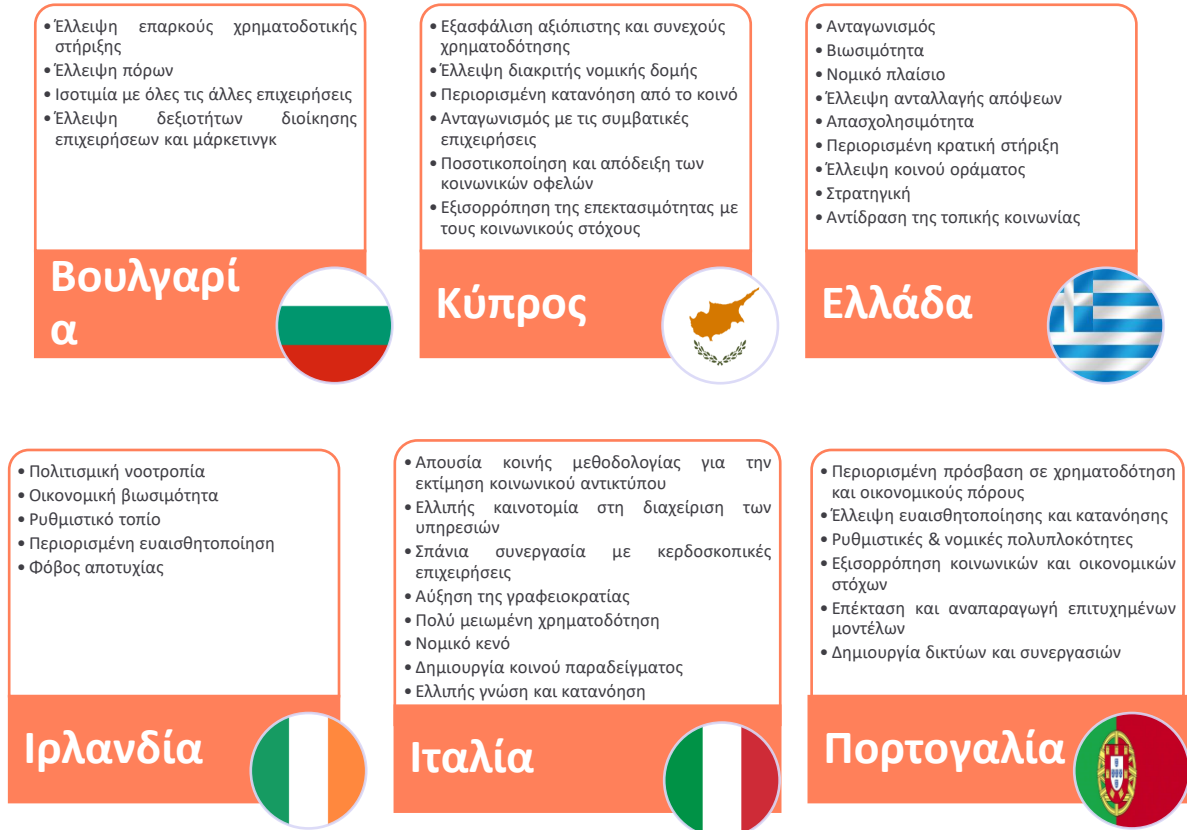 • Έλλειψη επαρκούς χρηματοδοτικής
στήριξης
• Έλλειψη πόρων
• Ισοτιμία με όλες τις άλλες επιχειρήσεις
• Έλλειψη δεξιοτήτων διοίκησης
επιχειρήσεων και μάρκετινγκ
Βουλγαρί
α
• Εξασφάλιση αξιόπιστης και συνεχούς
χρηματοδότησης
• Έλλειψη διακριτής νομικής δομής
• Περιορισμένη κατανόηση από το κοινό
• Ανταγωνισμός με τις συμβατικές
επιχειρήσεις
• Ποσοτικοποίηση και απόδειξη των
κοινωνικών οφελών
• Εξισορρόπηση της επεκτασιμότητας με
τους κοινωνικούς στόχους
Κύπρος
• Ανταγωνισμός
• Βιωσιμότητα
• Νομικό πλαίσιο
• Έλλειψη ανταλλαγής απόψεων
• Απασχολησιμότητα
• Περιορισμένη κρατική στήριξη
• Έλλειψη κοινού οράματος
• Στρατηγική
• Αντίδραση της τοπικής κοινωνίας
Ελλάδα
• Πολιτισμική νοοτροπία
• Οικονομική βιωσιμότητα
• Ρυθμιστικό τοπίο
• Περιορισμένη ευαισθητοποίηση
• Φόβος αποτυχίας
Ιρλανδία
• Απουσία κοινής μεθοδολογίας για την
εκτίμηση κοινωνικού αντικτύπου
• Ελλιπής καινοτομία στη διαχείριση των
υπηρεσιών
• Σπάνια συνεργασία με κερδοσκοπικές
επιχειρήσεις
• Αύξηση της γραφειοκρατίας
• Πολύ μειωμένη χρηματοδότηση
• Νομικό κενό
• Δημιουργία κοινού παραδείγματος
• Ελλιπής γνώση και κατανόηση
Ιταλία
• Περιορισμένη πρόσβαση σε χρηματοδότηση
και οικονομικούς πόρους
• Έλλειψη ευαισθητοποίησης και κατανόησης
• Ρυθμιστικές & νομικές πολυπλοκότητες
• Εξισορρόπηση κοινωνικών και οικονομικών
στόχων
• Επέκταση και αναπαραγωγή επιτυχημένων
μοντέλων
• Δημιουργία δικτύων και συνεργασιών
Πορτογαλία